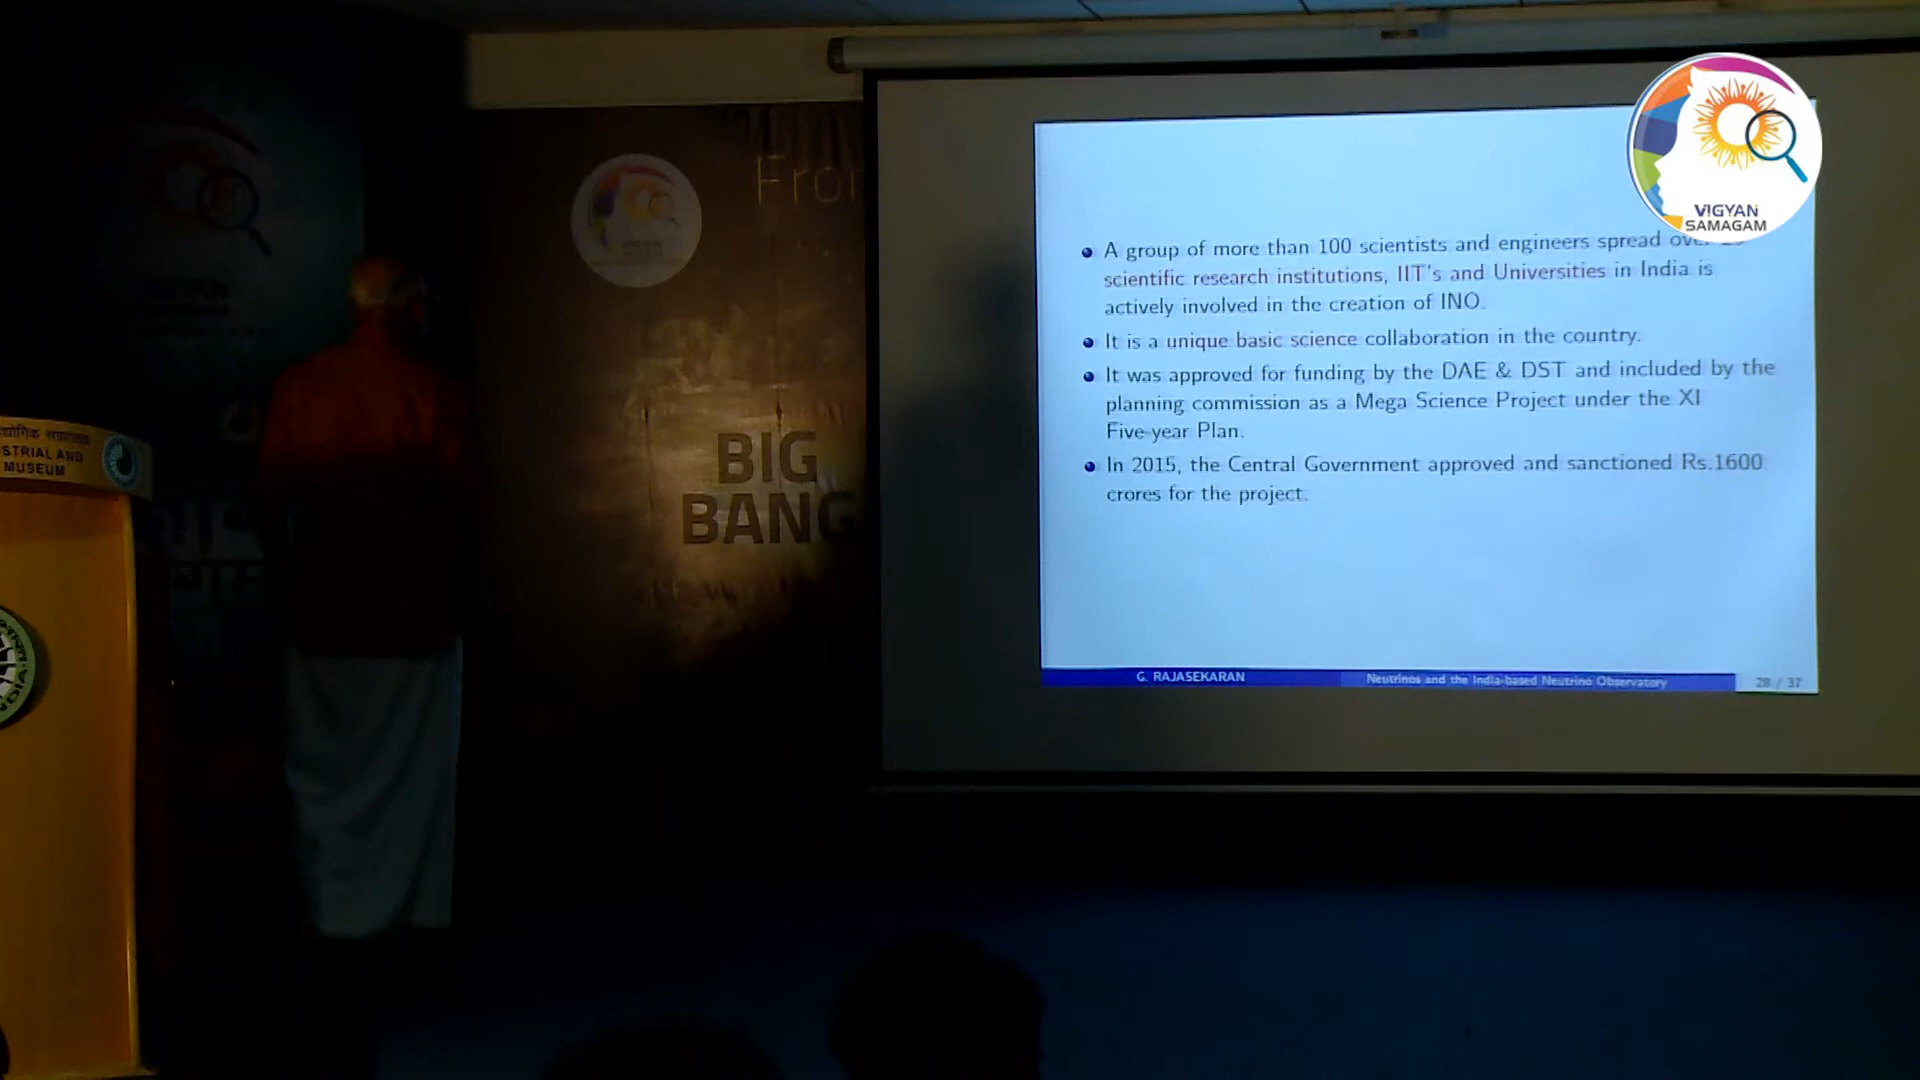 VIGYAN
SAMAGAM
A group of more than 100 scientists and engineers spread
scientific research institutions, IIT's and Universities in India is
actively involved in the creation of INO.
It is a unique basic science collaboration in the country.
It was approved for funding by the DAE & DST and included by the
planning commission as a Mega Science Project under the XI
Five-year Plan.
In 2015, the Central Government approved and sanctioned Rs.1600
crores for the project.
G. RAJASEKARAN
Neutrinos and the India-based Neutrino Observatory
28 / 37
BIG
BANG
STRIAL AND
MUSEUM